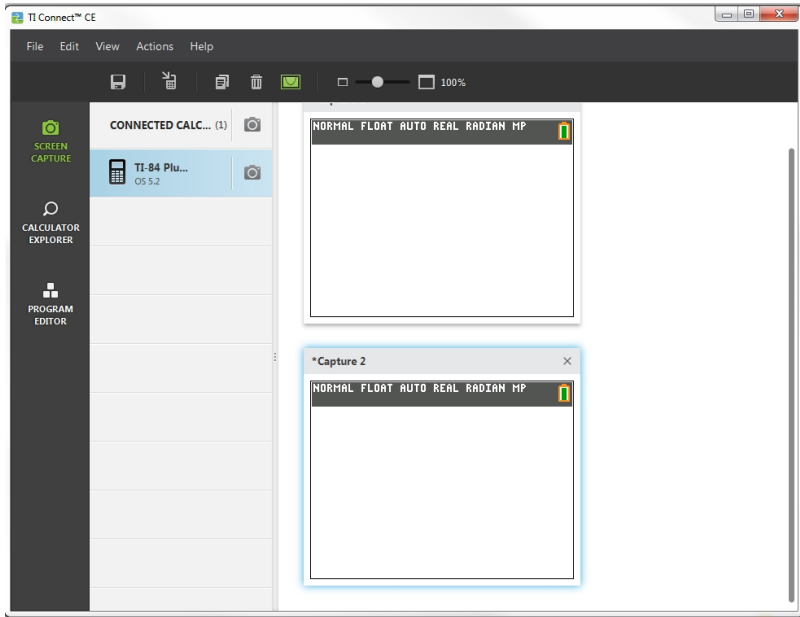 TI Connect™ CE
File Edit View Actions Help
100%
SCREEN
CAPTURE
CALCULATOR
EXPLORER
PROGRAM
EDITOR
CONNECTED CALC... (1)
TI-84 Plu...
OS 5.2
NORMAL FLOAT AUTO REAL RADIAN MP
*Capture 2
NORMAL FLOAT AUTO REAL RADIAN MP